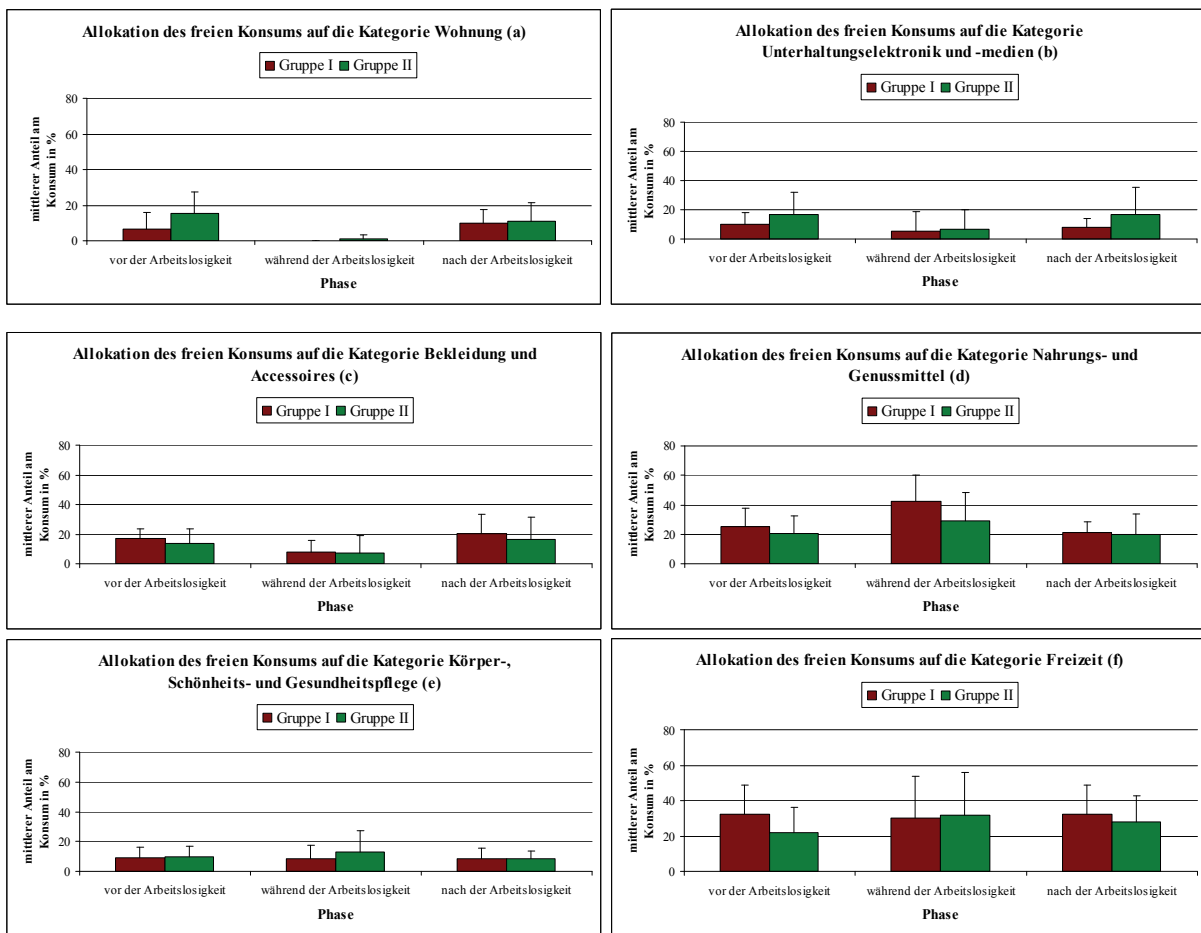 Allokation des freien Konsums auf die Kategorie Wohnung (a)
Gruppe I Gruppe II
mittlerer Anteil am
Konsum in %
80
60
40
20
0
vor der Arbeitslosigkeit während der Arbeitslosigkeit nach der Arbeitslosigkeit
Phase
Allokation des freien Konsums auf die Kategorie
Unterhaltungselektronik und -medien (b)
Gruppe I Gruppe II
mittlerer Anteil am
Konsum in %
80
60
40
20
0
vor der Arbeitslosigkeit während der Arbeitslosigkeit nach der Arbeitslosigkeit
Phase
Allokation des freien Konsums auf die Kategorie Bekleidung und
Accessoires (c)
Gruppe I Gruppe II
mittlerer Anteil am
Konsum in %
80
60
40
20
0
vor der Arbeitslosigkeit während der Arbeitslosigkeit nach der Arbeitslosigkeit
Phase
Allokation des freien Konsums auf die Kategorie Nahrungs- und
Genussmittel (d)
Gruppe I Gruppe II
mittlerer Anteil am
Konsum in %
80
60
40
20
0
vor der Arbeitslosigkeit während der Arbeitslosigkeit nach der Arbeitslosigkeit
Phase
Allokation des freien Konsums auf die Kategorie Körper-,
Schönheits- und Gesundheitspflege (e)
Gruppe I Gruppe II
mittlerer Anteil am
Konsum in %
80
60
40
20
0
vor der Arbeitslosigkeit während der Arbeitslosigkeit nach der Arbeitslosigkeit
Phase
Allokation des freien Konsums auf die Kategorie Freizeit (f)
Gruppe I Gruppe II
mittlerer Anteil am
Konsum in %
80
60
40
20
0
vor der Arbeitslosigkeit während der Arbeitslosigkeit nach der Arbeitslosigkeit
Phase